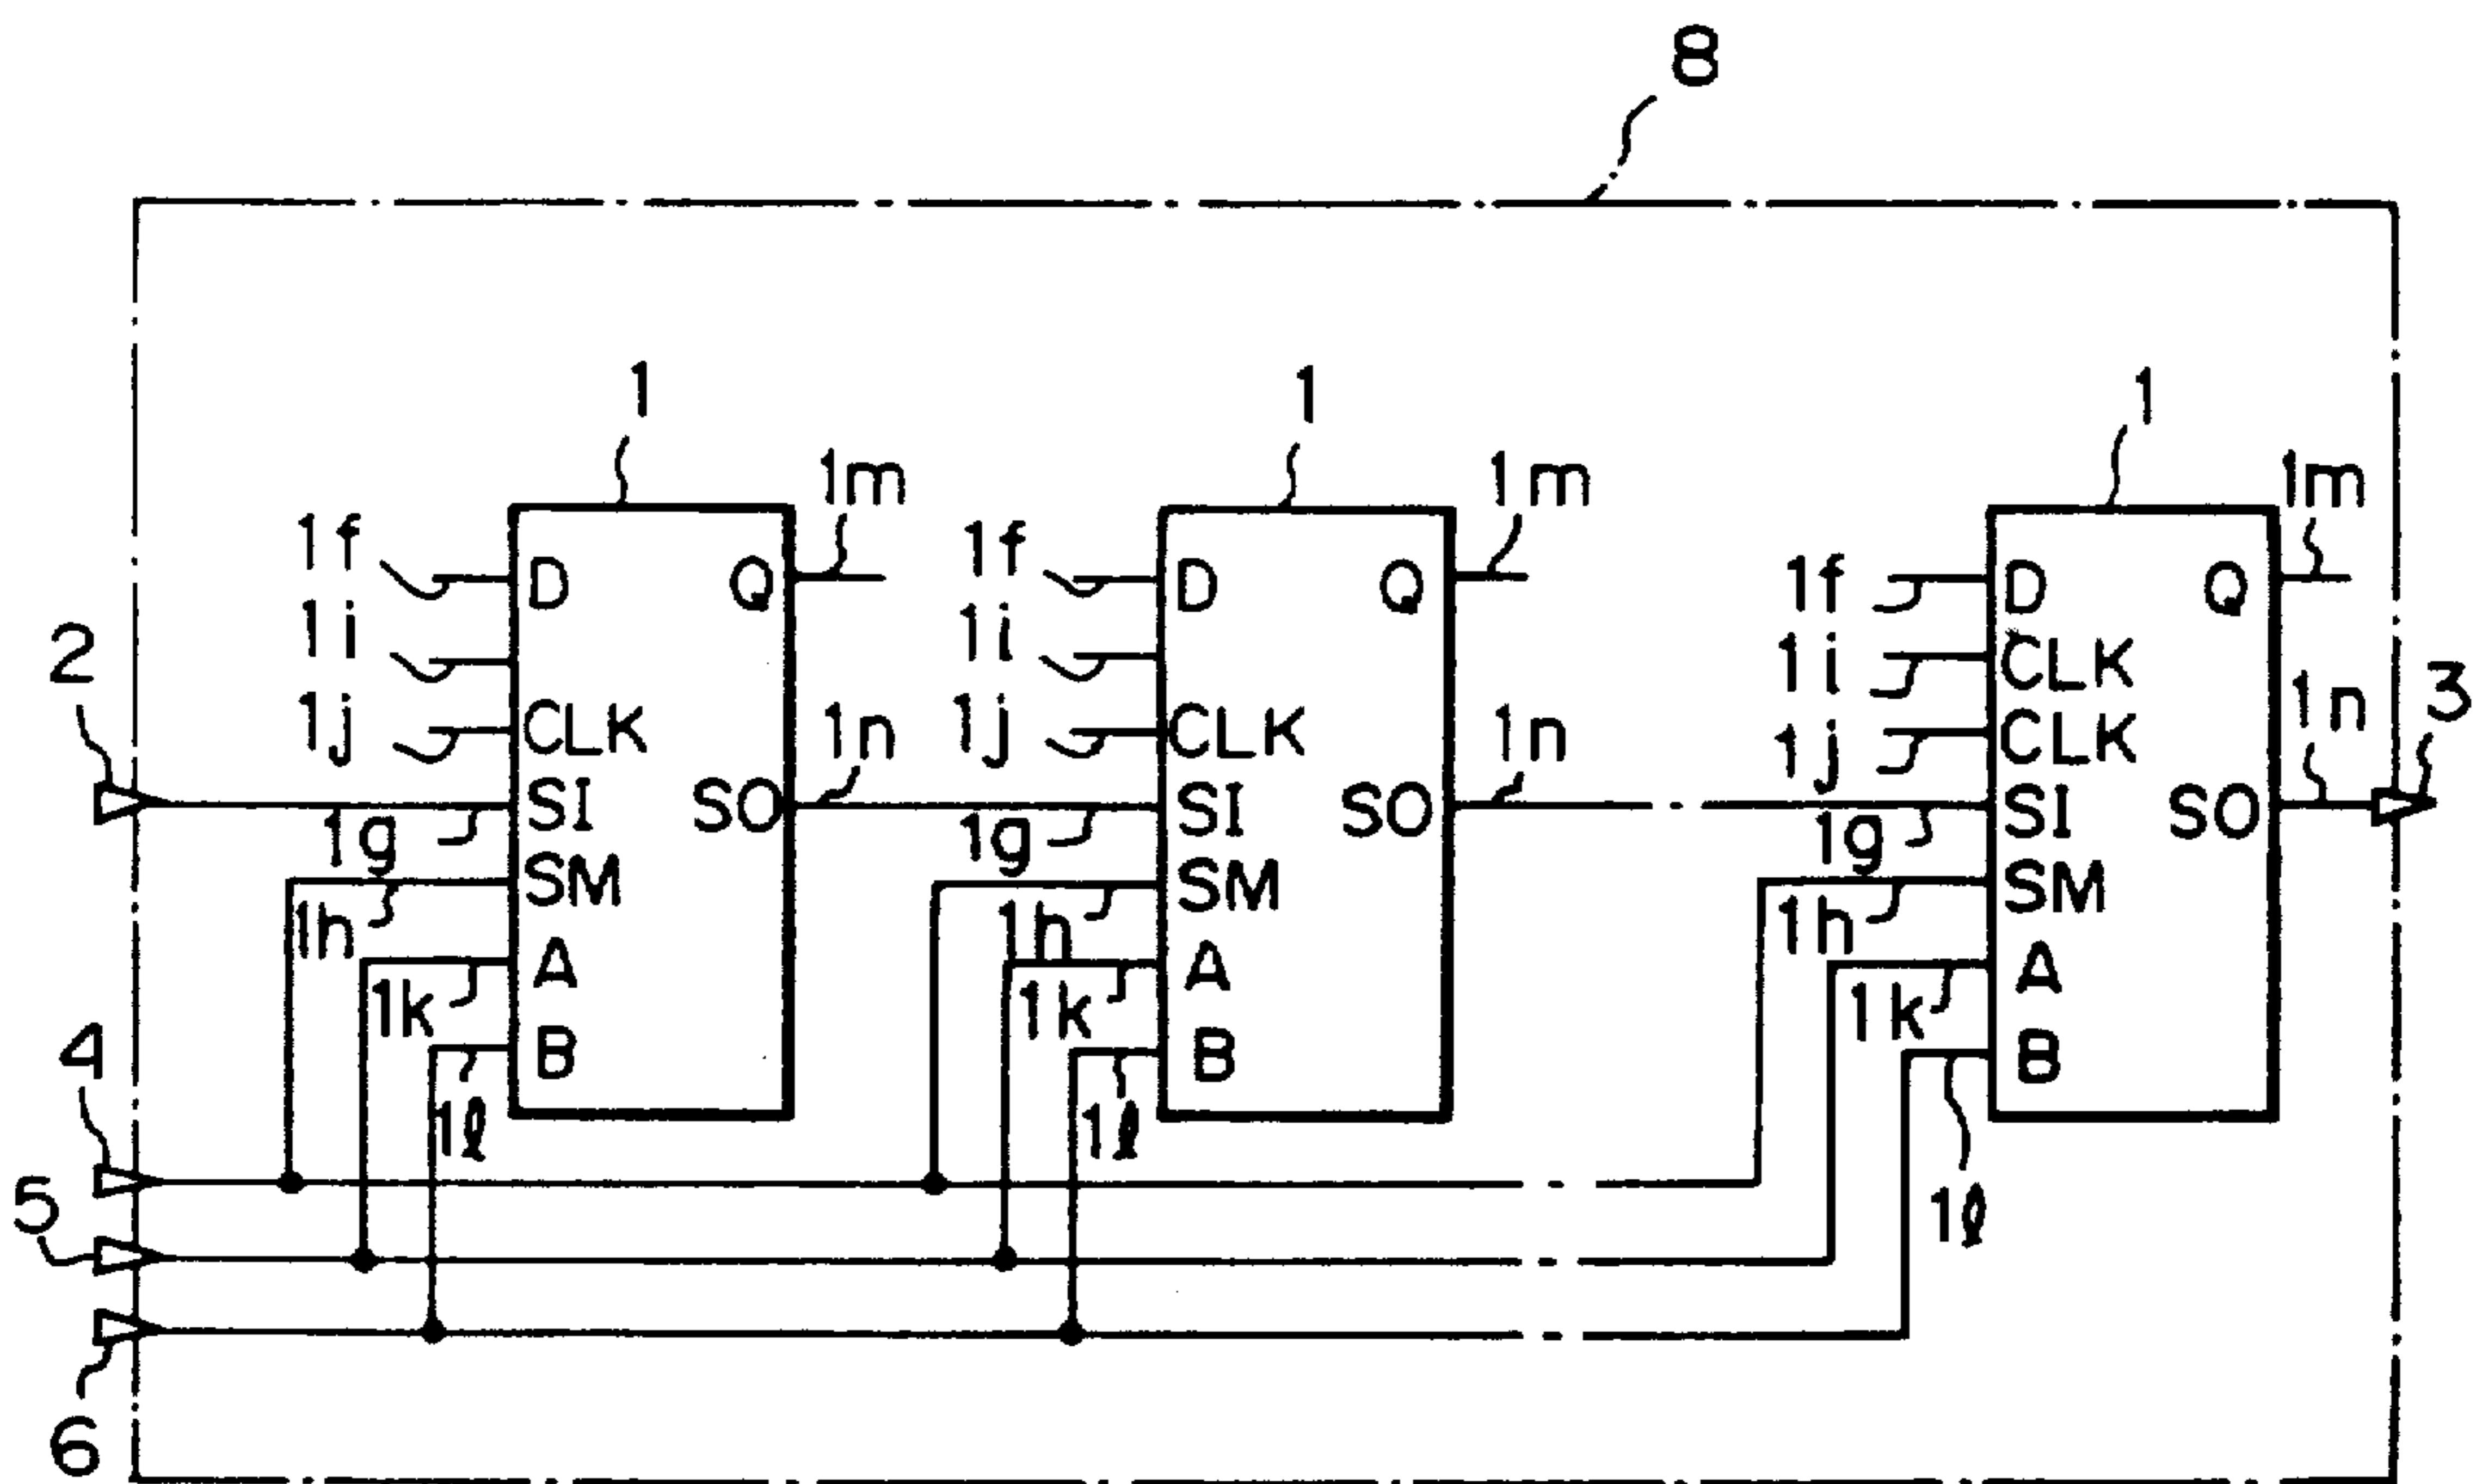 8
1 1 1
1m 1m 1m
1f 1f 1f
D Q D Q D Q
1i 1i 1i CLK
2 3
1j CLK 1j CLK 1j CLK
1n 1n 1n
SI SO SI SO SI SO
1g 1g 1g
SM SM SM
1h 1h 1h
A A A
1k 1k 1k
4
B B B
1ℓ 1ℓ
5 1ℓ
6